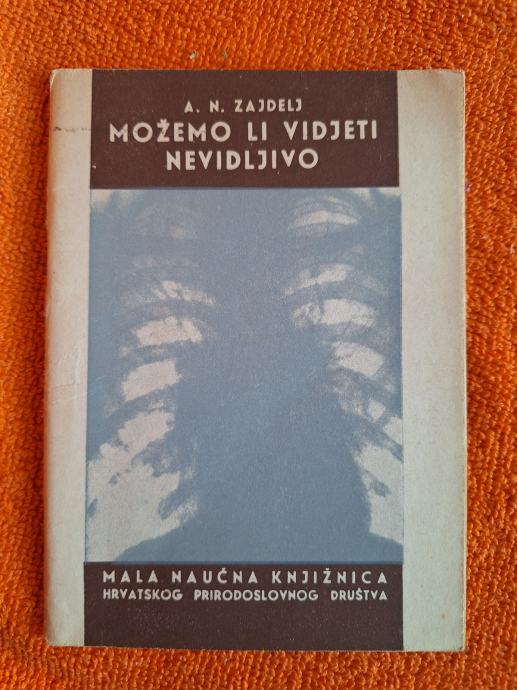 A. N. ZAJDELJ
MOŽEMO LI VIDJETI
NEVIDLJIVO
MALA NAUČNA KNJIŽNICA
HRVATSKOG PRIRODOSLOVNOG DRUŠTVA